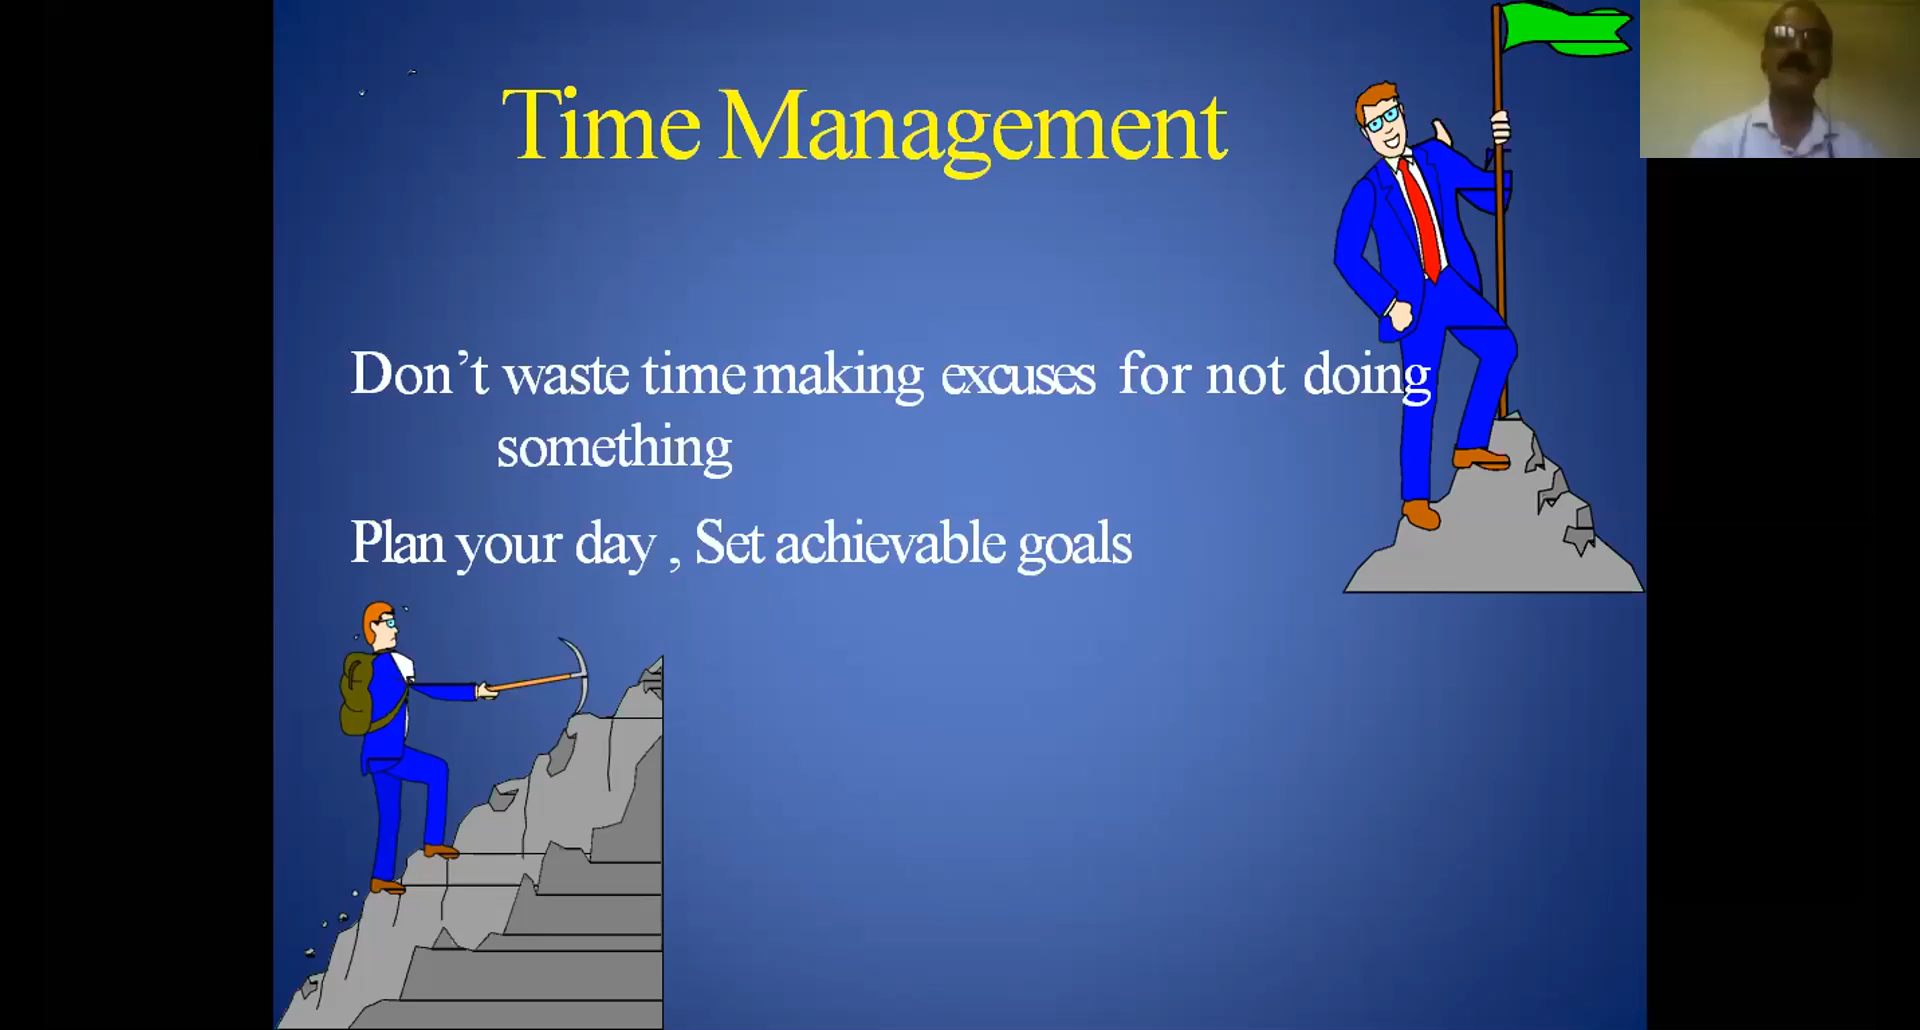 Time Management
Don’t waste time making excuses for not doing
something
Plan your day , Set achievable goals